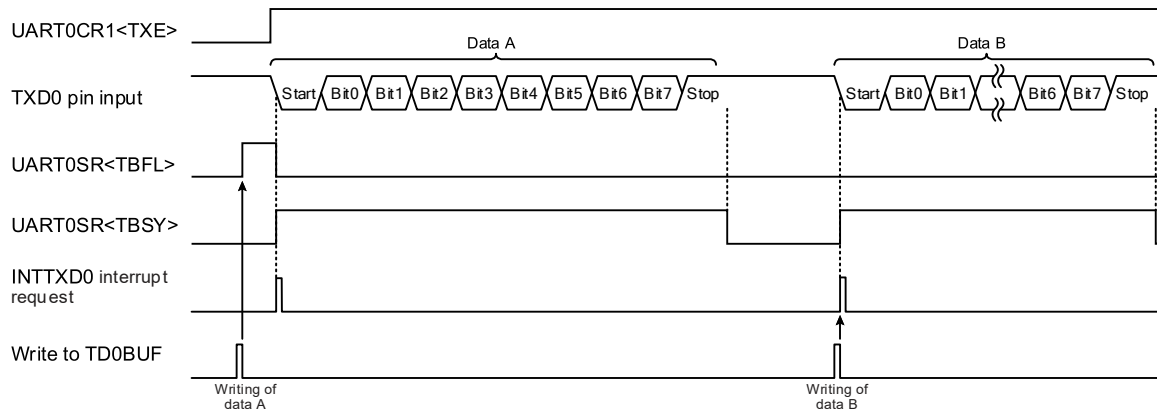 UART0CR1<TXE>
Data A
Data B
TXD0 pin input
Start Bit0 Bit1 Bit2 Bit3 Bit4 Bit5 Bit6 Bit7 Stop
Start Bit0 Bit1 Bit6 Bit7 Stop
UART0SR<TBFL>
UART0SR<TBSY>
INTTXD0 interrupt
request
Write to TD0BUF
Writing of
data A
Writing of
data B